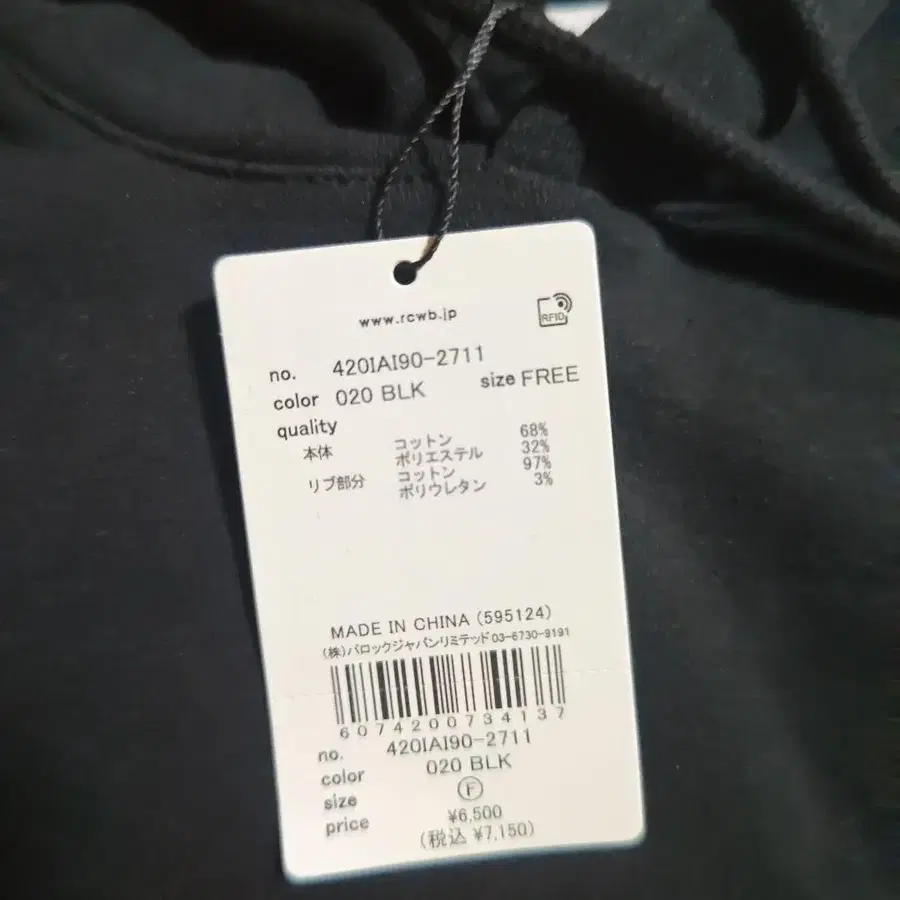 www.rcwb.jp
RFID
no. 420IAI90-2711
color 020 BLK size FREE
quality
本体 コットン 68%
ポリエステル 32%
リブ部分 コットン 97%
ポリウレタン 3%
MADE IN CHINA (595124)
(株)バロックジャパンリミテッド 03-6730-9191
6074200734137
no. 420IAI90-2711
color 020 BLK
size F
price ¥6,500
(税込 ¥7,150)